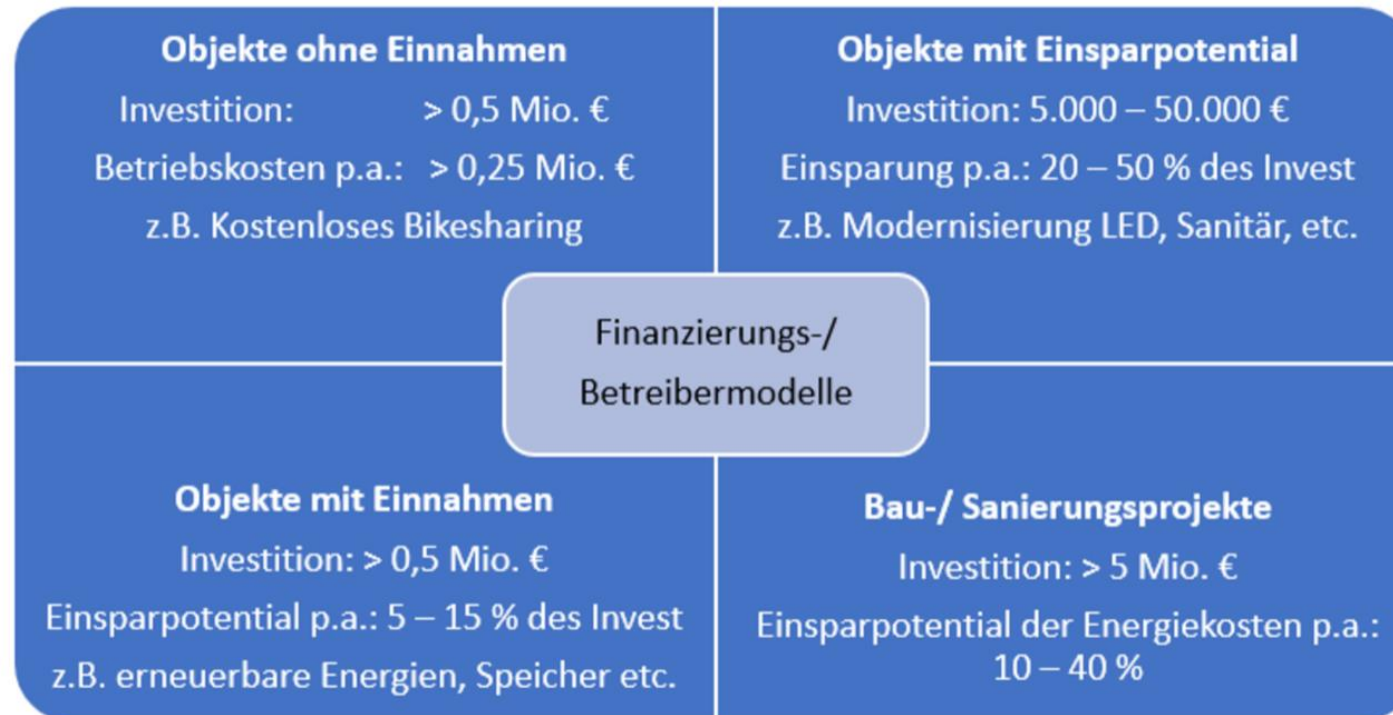 Objekte ohne Einnahmen
Investition: > 0,5 Mio. €
Betriebskosten p.a.: > 0,25 Mio. €
z.B. Kostenloses Bikesharing
Objekte mit Einsparpotential
Investition: 5.000 – 50.000 €
Einsparung p.a.: 20 – 50 % des Invest
z.B. Modernisierung LED, Sanitär, etc.
Finanzierungs-/
Betreibermodelle
Objekte mit Einnahmen
Investition: > 0,5 Mio. €
Einsparpotential p.a.: 5 – 15 % des Invest
z.B. erneuerbare Energien, Speicher etc.
Bau-/ Sanierungsprojekte
Investition: > 5 Mio. €
Einsparpotential der Energiekosten p.a.:
10 – 40 %